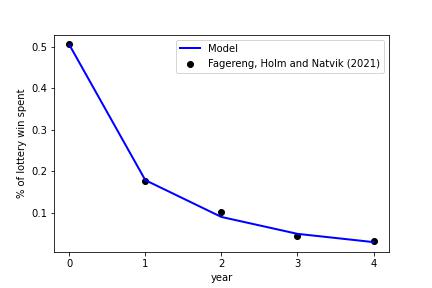 Model
Fagereng, Holm and Natvik (2021)
% of lottery win spent
0.5
0.4
0.3
0.2
0.1
0 1 2 3 4
year